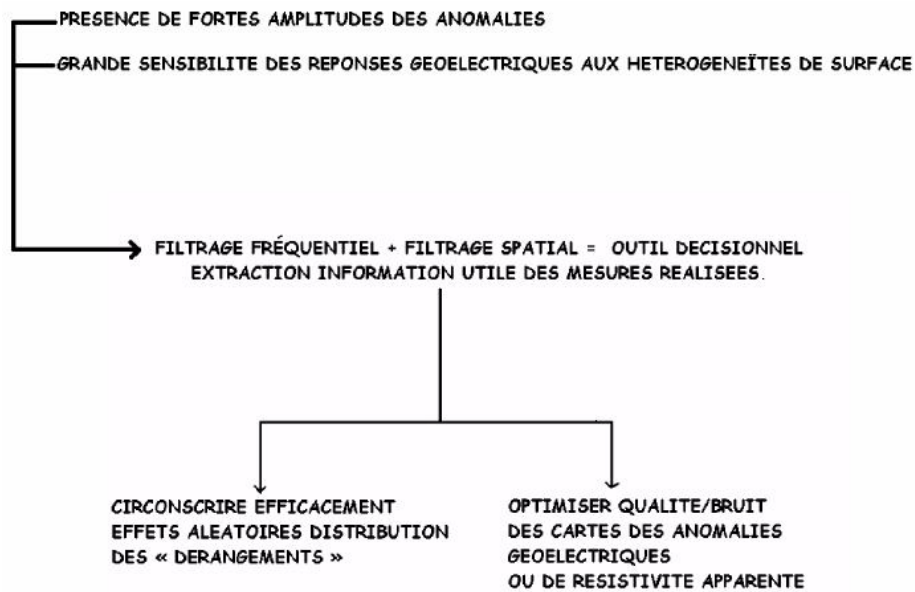 PRESENCE DE FORTES AMPLITUDES DES ANOMALIES
GRANDE SENSIBILITE DES REPONSES GEOELECTRIQUES AUX HETEROGENEÏTES DE SURFACE
FILTRAGE FRÉQUENTIEL + FILTRAGE SPATIAL = OUTIL DECISIONNEL
EXTRACTION INFORMATION UTILE DES MESURES REALISEES.
CIRCONSCRIRE EFFICACEMENT
EFFETS ALEATOIRES DISTRIBUTION
DES « DERANGEMENTS »
OPTIMISER QUALITE/BRUIT
DES CARTES DES ANOMALIES
GEOELECTRIQUES
OU DE RESISTIVITE APPARENTE